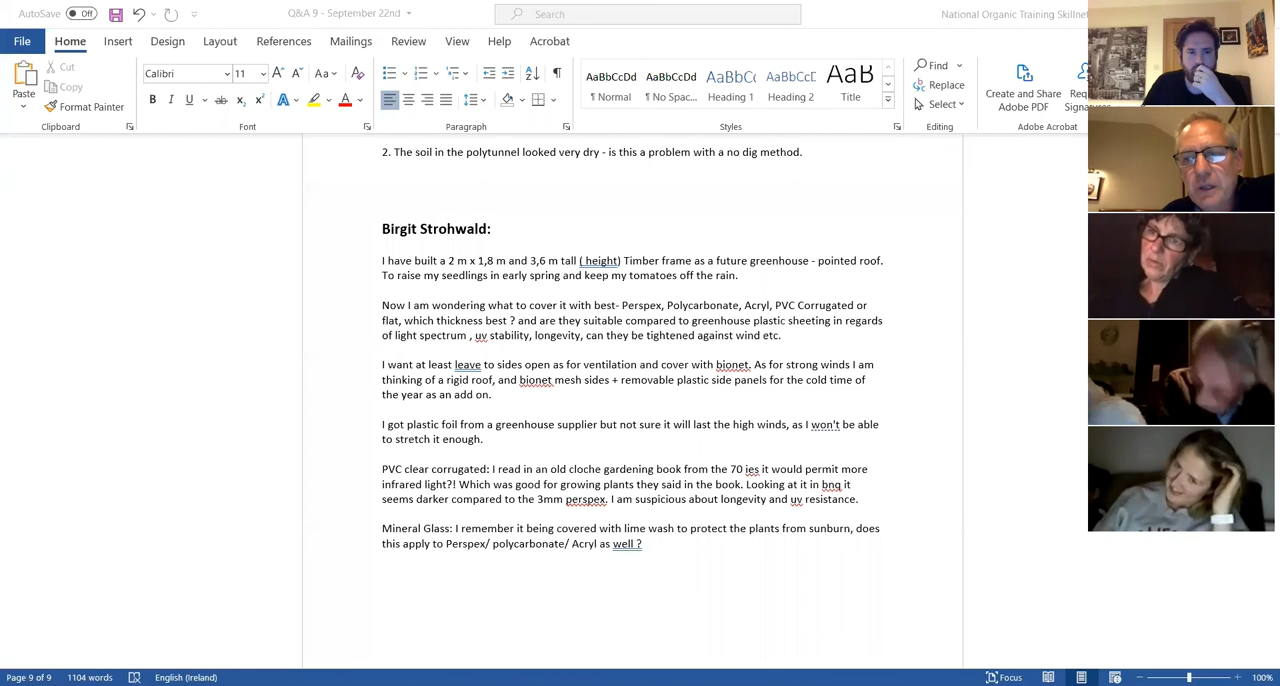 AutoSave Off Q&A 9 - September 22nd Search National Organic Training Skillnet
File Home Insert Design Layout References Mailings Review View Help Acrobat
Paste
Cut
Copy
Format Painter
Clipboard
Calibri 11 Aa
B I U ab x₂ x² A A
Font
Paragraph
AaBbCcDd AaBbCcDd AaBbCc AaBbCcD AaB
¶ Normal ¶ No Spac... Heading 1 Heading 2 Title
Styles
Find
Replace
Select
Editing
Create and Share
Adobe PDF
Adobe Acrobat
2. The soil in the polytunnel looked very dry - is this a problem with a no dig method.
Birgit Strohwald:
I have built a 2 m x 1,8 m and 3,6 m tall ( height) Timber frame as a future greenhouse - pointed roof.
To raise my seedlings in early spring and keep my tomatoes off the rain.
Now I am wondering what to cover it with best- Perspex, Polycarbonate, Acryl, PVC Corrugated or
flat, which thickness best ? and are they suitable compared to greenhouse plastic sheeting in regards
of light spectrum , uv stability, longevity, can they be tightened against wind etc.
I want at least leave to sides open as for ventilation and cover with bionet. As for strong winds I am
thinking of a rigid roof, and bionet mesh sides + removable plastic side panels for the cold time of
the year as an add on.
I got plastic foil from a greenhouse supplier but not sure it will last the high winds, as I won't be able
to stretch it enough.
PVC clear corrugated: I read in an old cloche gardening book from the 70 ies it would permit more
infrared light?! Which was good for growing plants they said in the book. Looking at it in bnq it
seems darker compared to the 3mm perspex. I am suspicious about longevity and uv resistance.
Mineral Glass: I remember it being covered with lime wash to protect the plants from sunburn, does
this apply to Perspex/ polycarbonate/ Acryl as well ?
Page 9 of 9 1104 words English (Ireland) Focus 100%